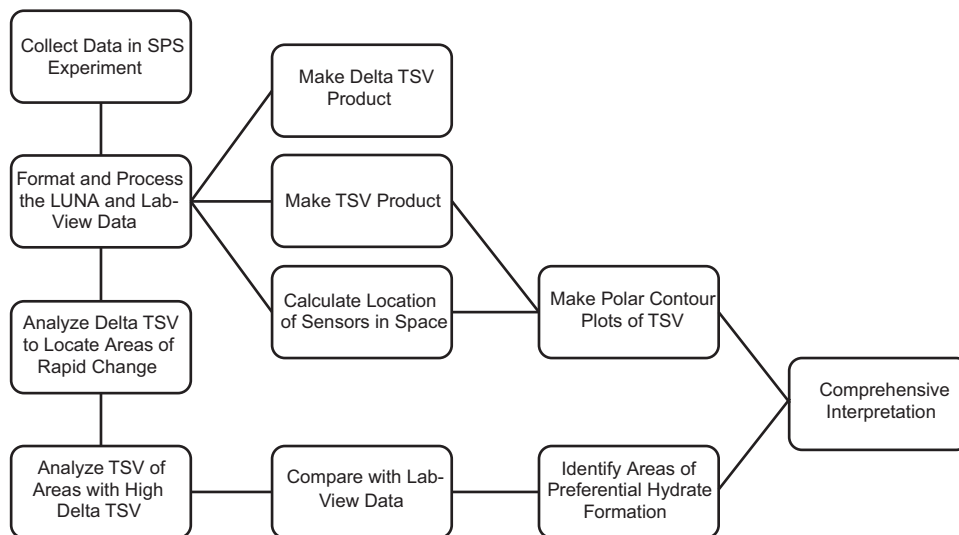 Collect Data in SPS
Experiment
Format and Process
the LUNA and Lab-
View Data
Analyze Delta TSV
to Locate Areas of
Rapid Change
Analyze TSV of
Areas with High
Delta TSV
Make Delta TSV
Product
Make TSV Product
Calculate Location
of Sensors in Space
Compare with Lab-
View Data
Make Polar Contour
Plots of TSV
Identify Areas of
Preferential Hydrate
Formation
Comprehensive
Interpretation